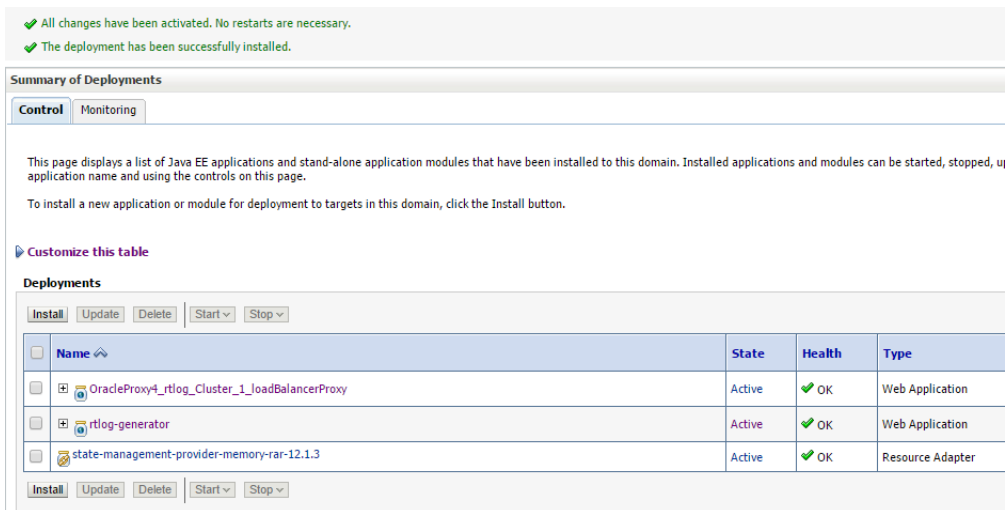 All changes have been activated. No restarts are necessary.
The deployment has been successfully installed.
Summary of Deployments
Control Monitoring
This page displays a list of Java EE applications and stand-alone application modules that have been installed to this domain. Installed applications and modules can be started, stopped,
application name and using the controls on this page.
To install a new application or module for deployment to targets in this domain, click the Install button.
Customize this table
Deployments
Install Update Delete Start Stop
Name State Health Type
OracleProxy4_rtlog_Cluster_1_loadBalancerProxy Active OK Web Application
rtlog-generator Active OK Web Application
state-management-provider-memory-rar-12.1.3 Active OK Resource Adapter
Install Update Delete Start Stop